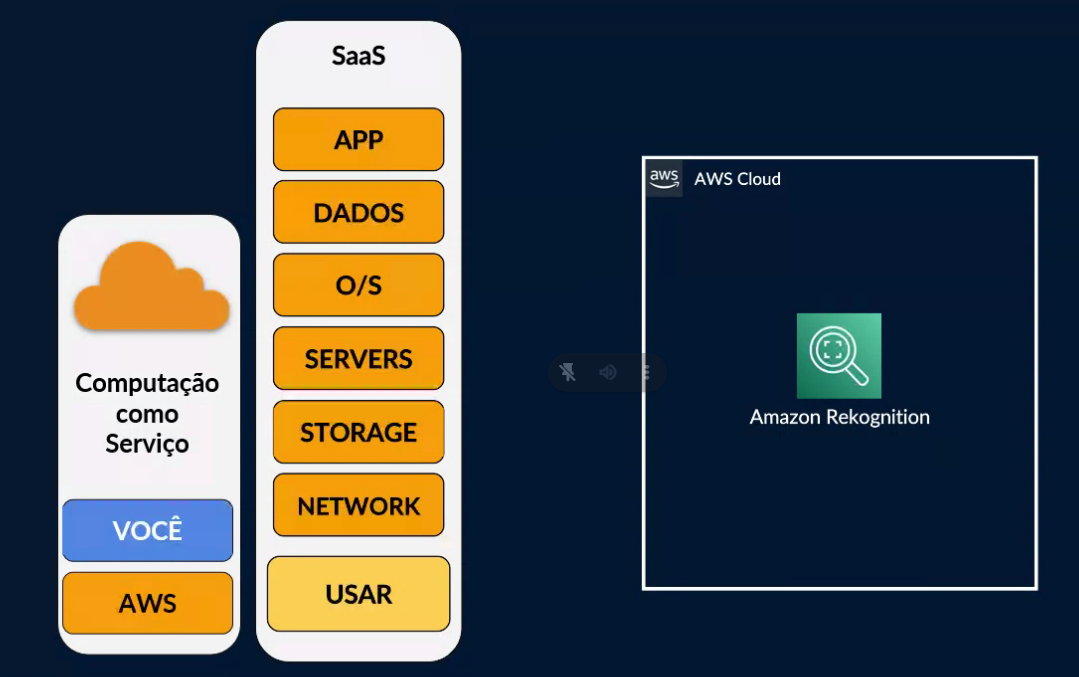 SaaS
APP
DADOS
O/S
SERVERS
STORAGE
NETWORK
USAR
Computação
como
Serviço
VOCÊ
AWS
aws
AWS Cloud
Amazon Rekognition